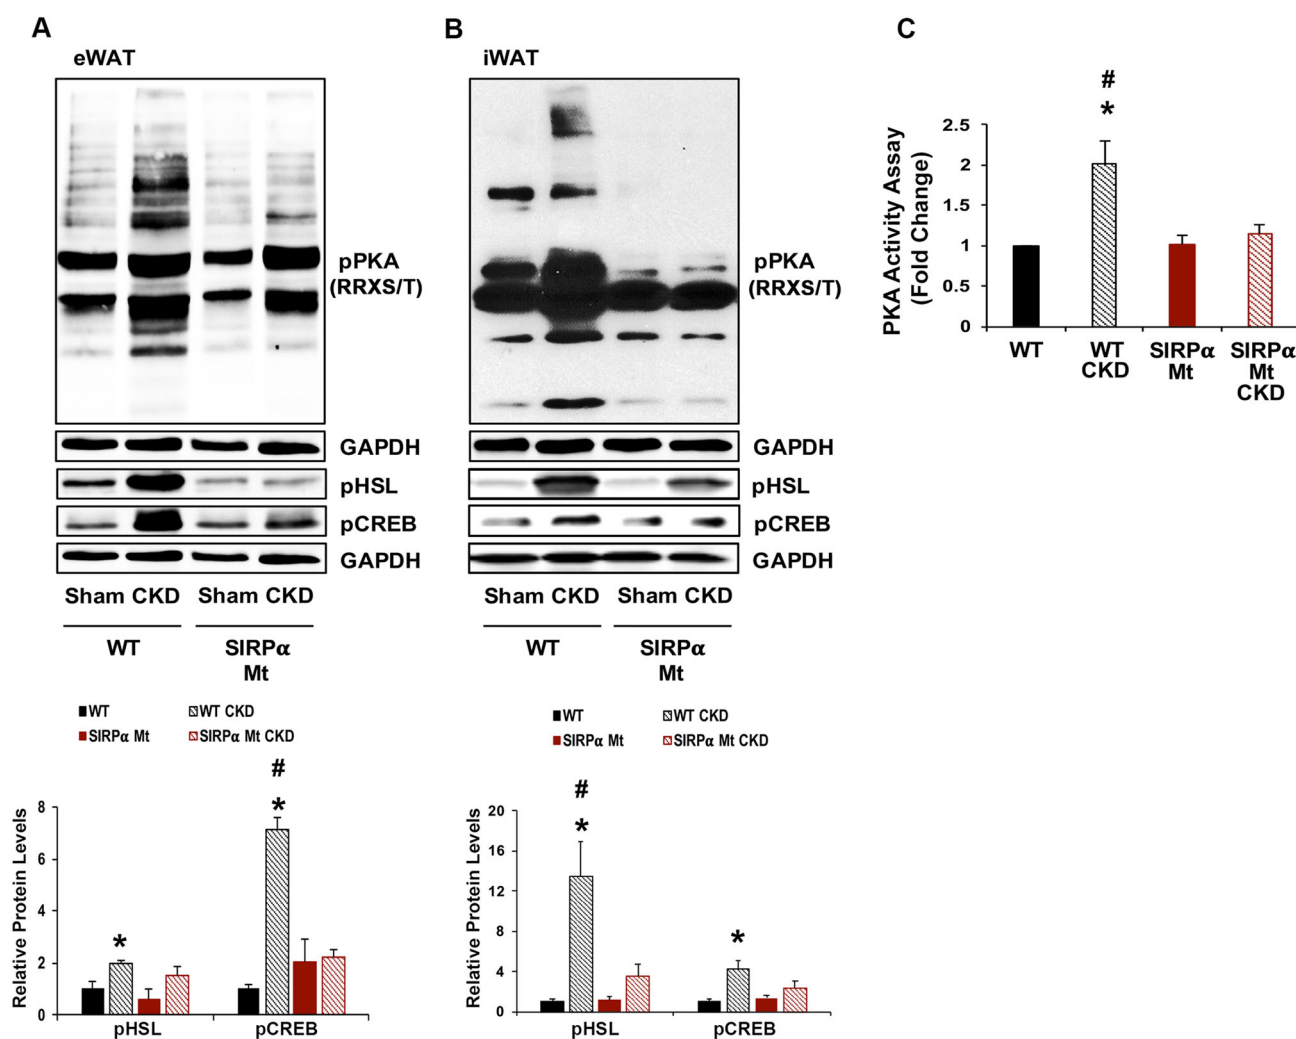 A
eWAT
pPKA
(RRXS/T)
GAPDH
pHSL
pCREB
GAPDH
Sham CKD Sham CKD
WT SIRPα
Mt
WT WT CKD
SIRPα Mt SIRPα Mt CKD
Relative Protein Levels
8
6
4
2
0
*
#
*
pHSL pCREB
B
iWAT
pPKA
(RRXS/T)
GAPDH
pHSL
pCREB
GAPDH
Sham CKD Sham CKD
WT SIRPα
Mt
WT WT CKD
SIRPα Mt SIRPα Mt CKD
Relative Protein Levels
20
16
12
8
4
0
#
*
*
pHSL pCREB
C
#
*
PKA Activity Assay
(Fold Change)
2.5
2
1.5
1
0.5
0
WT WT SIRPα SIRPα
CKD Mt Mt
CKD